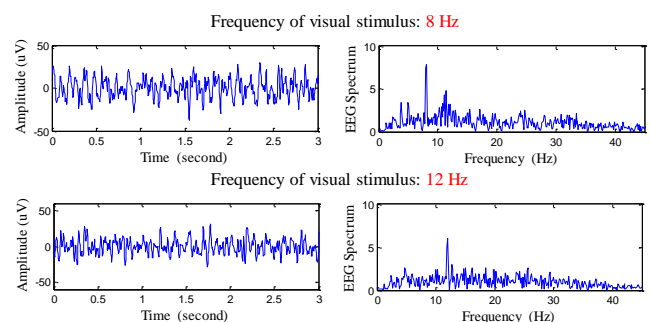 Frequency of visual stimulus: 8 Hz
Amplitude (uV)
50
0
-50
0 0.5 1 1.5 2 2.5 3
Time (second)
EEG Spectrum
10
5
0
0 10 20 30 40
Frequency (Hz)
Frequency of visual stimulus: 12 Hz
Amplitude (uV)
50
0
-50
0 0.5 1 1.5 2 2.5 3
Time (second)
EEG Spectrum
10
5
0
0 10 20 30 40
Frequency (Hz)